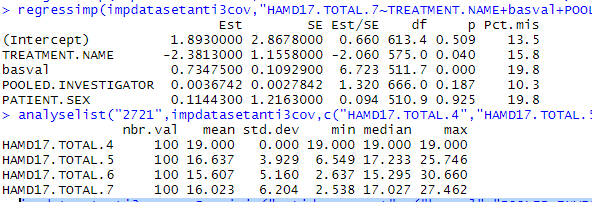 > regressimp(impdatasetanti3cov,"HAMD17.TOTAL.7~TREATMENT.NAME+basval+POOL
Est SE Est/SE df p Pct.mis
(Intercept) 1.8930000 2.8678000 0.660 613.4 0.509 13.5
TREATMENT.NAME -2.3813000 1.1558000 -2.060 575.0 0.040 15.8
basval 0.7347500 0.1092900 6.723 511.7 0.000 19.8
POOLED.INVESTIGATOR 0.0036742 0.0027842 1.320 666.0 0.187 10.3
PATIENT.SEX 0.1144300 1.2163000 0.094 510.9 0.925 19.8
> analyselist("2721",impdatasetanti3cov,c("HAMD17.TOTAL.4","HAMD17.TOTAL.5
nbr.val mean std.dev min median max
HAMD17.TOTAL.4 100 19.000 0.000 19.000 19.000 19.000
HAMD17.TOTAL.5 100 16.637 3.929 6.549 17.233 25.746
HAMD17.TOTAL.6 100 15.607 5.160 2.637 15.295 30.660
HAMD17.TOTAL.7 100 16.023 6.204 2.538 17.027 27.462